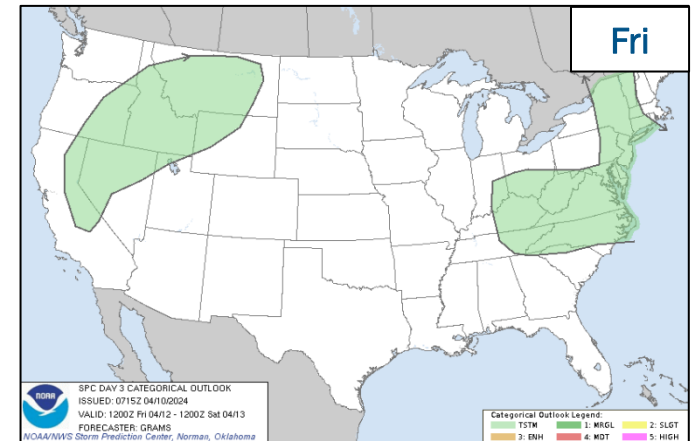 Fri
NOAA
SPC DAY 3 CATEGORICAL OUTLOOK
ISSUED: 0715Z 04/10/2024
VALID: 1200Z Fri 04/12 - 1200Z Sat 04/13
FORECASTER: GRAMS
NOAA/NWS Storm Prediction Center, Norman, Oklahoma
Categorical Outlook Legend:
TSTM 1: MRGL 2: SLGT
3: ENH 4: MDT 5: HIGH